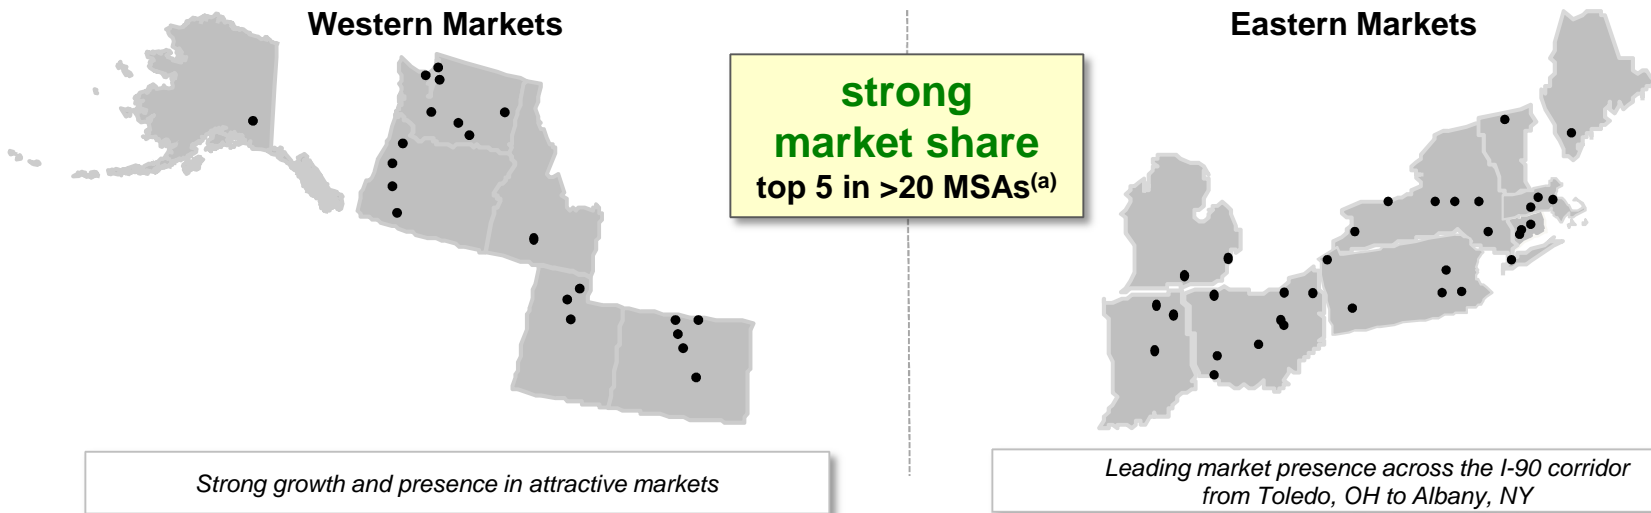 Western Markets
Eastern Markets
strong
market share
top 5 in >20 MSAs(a)
Strong growth and presence in attractive markets
Leading market presence across the I-90 corridor
from Toledo, OH to Albany, NY